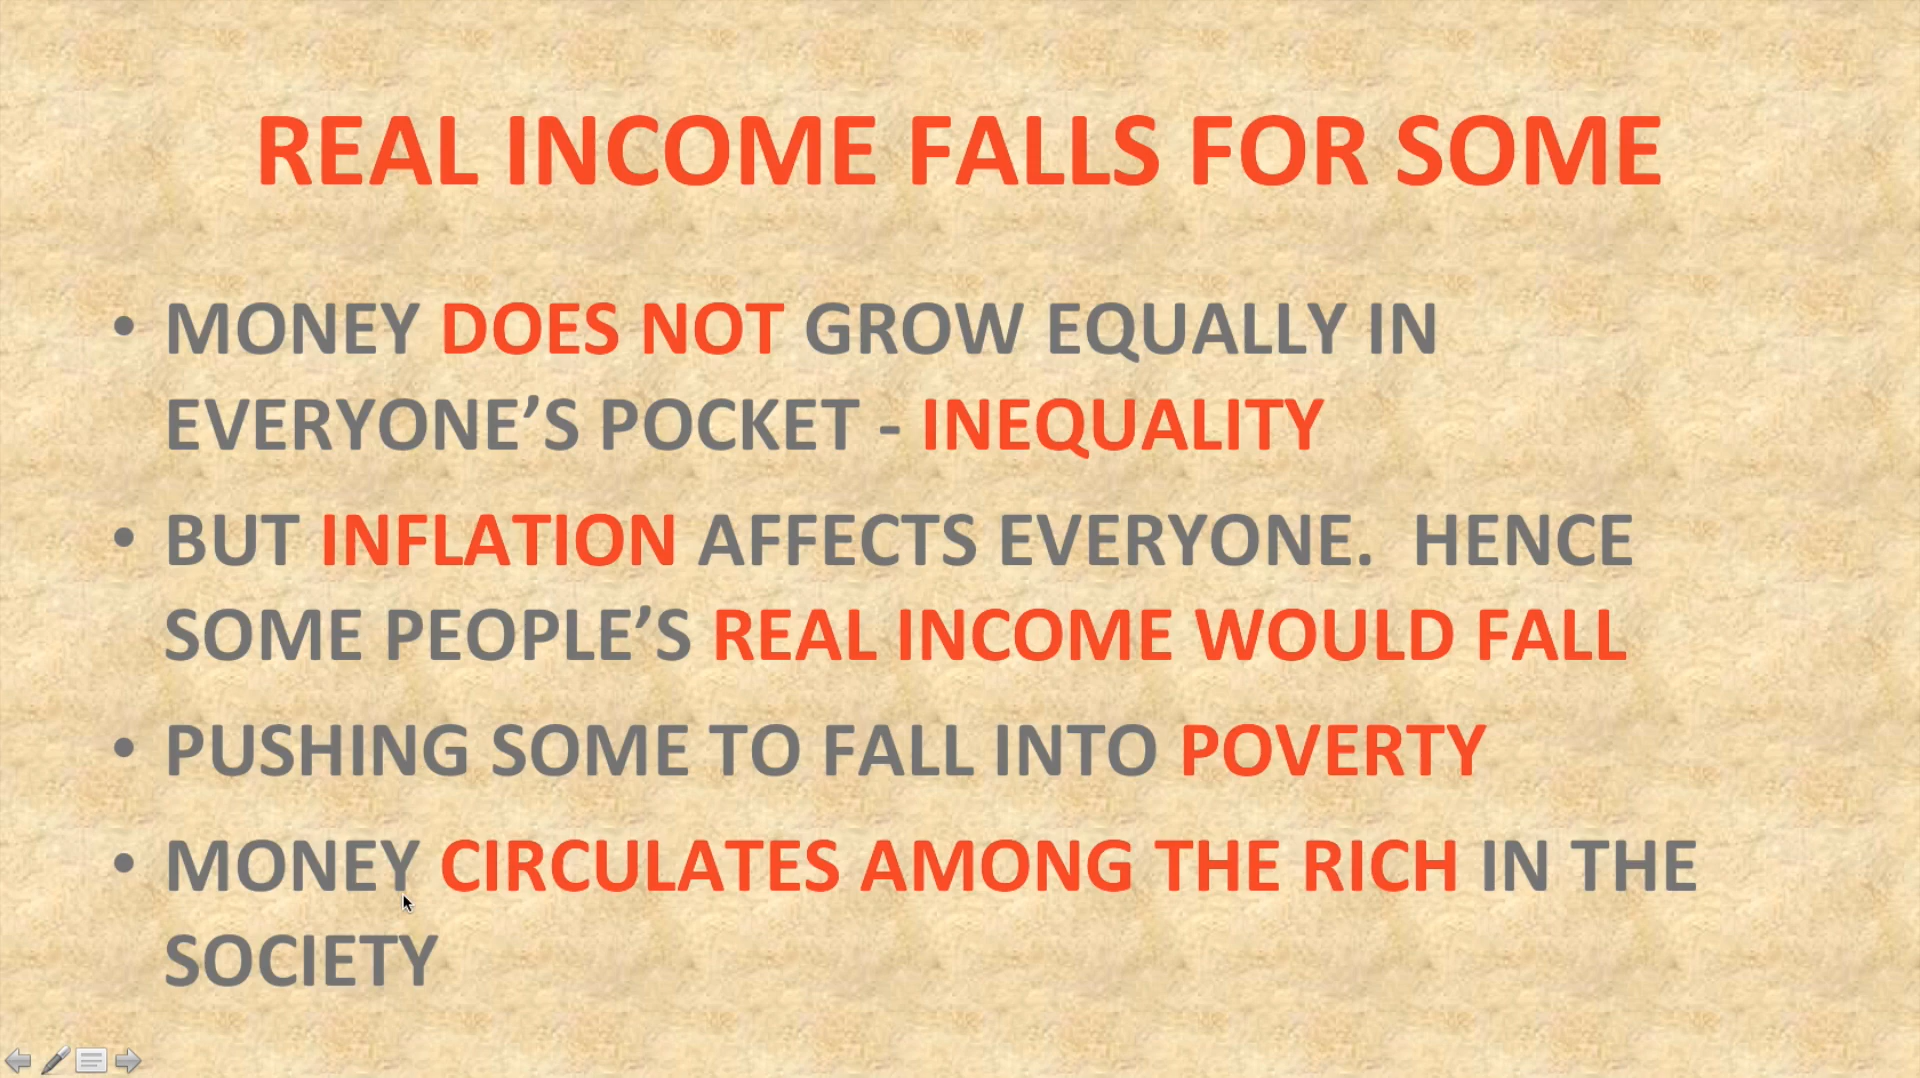 REAL INCOME FALLS FOR SOME
• MONEY DOES NOT GROW EQUALLY IN
EVERYONE’S POCKET - INEQUALITY
• BUT INFLATION AFFECTS EVERYONE.  HENCE
SOME PEOPLE’S REAL INCOME WOULD FALL
• PUSHING SOME TO FALL INTO POVERTY
• MONEY CIRCULATES AMONG THE RICH IN THE
SOCIETY